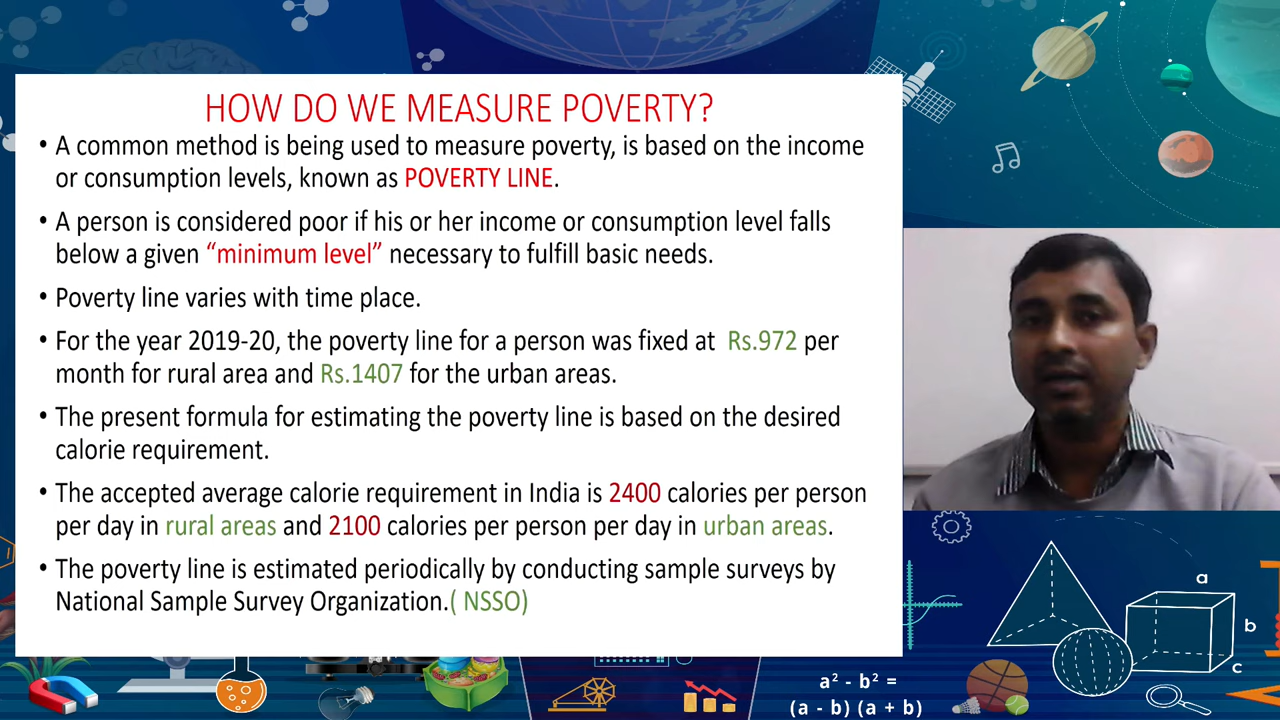 HOW DO WE MEASURE POVERTY?
• A common method is being used to measure poverty, is based on the income
or consumption levels, known as POVERTY LINE.
• A person is considered poor if his or her income or consumption level falls
below a given “minimum level” necessary to fulfill basic needs.
• Poverty line varies with time place.
• For the year 2019-20, the poverty line for a person was fixed at Rs.972 per
month for rural area and Rs.1407 for the urban areas.
• The present formula for estimating the poverty line is based on the desired
calorie requirement.
• The accepted average calorie requirement in India is 2400 calories per person
per day in rural areas and 2100 calories per person per day in urban areas.
• The poverty line is estimated periodically by conducting sample surveys by
National Sample Survey Organization.( NSSO)
a
b
c
a² - b² =
(a - b) (a + b)